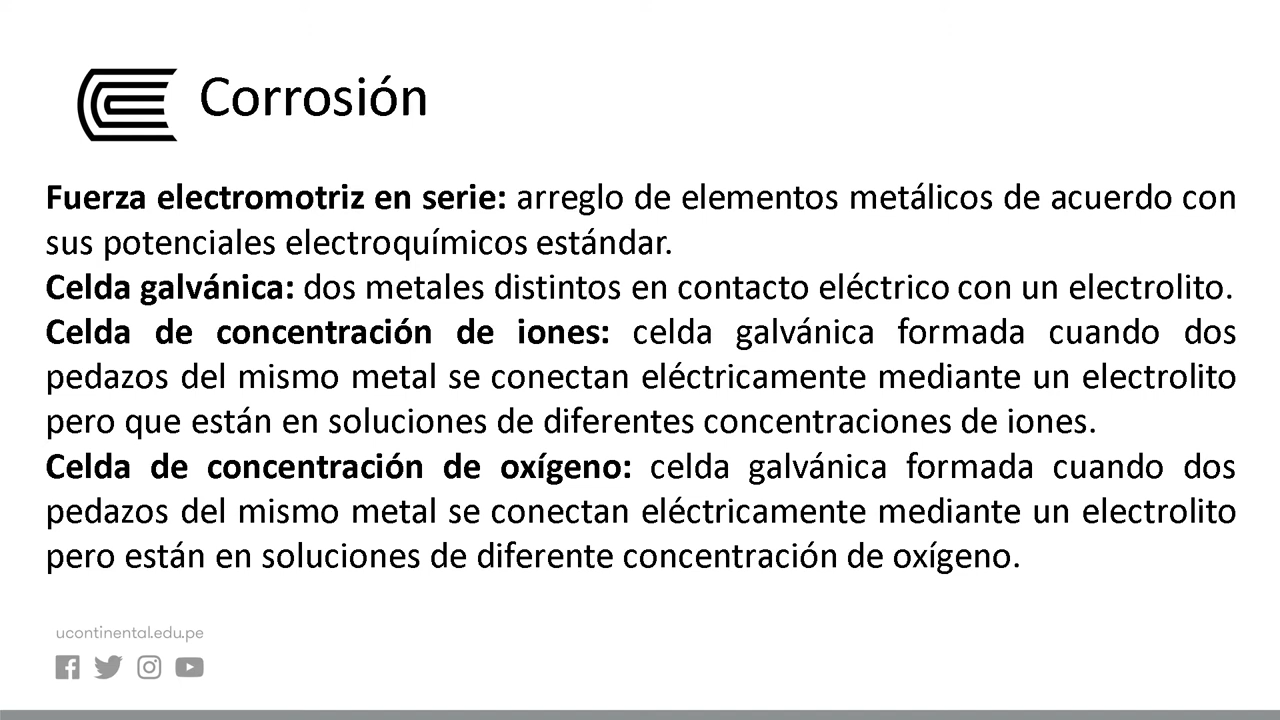 Corrosión
Fuerza electromotriz en serie: arreglo de elementos metálicos de acuerdo con
sus potenciales electroquímicos estándar.
Celda galvánica: dos metales distintos en contacto eléctrico con un electrolito.
Celda de concentración de iones: celda galvánica formada cuando dos
pedazos del mismo metal se conectan eléctricamente mediante un electrolito
pero que están en soluciones de diferentes concentraciones de iones.
Celda de concentración de oxígeno: celda galvánica formada cuando dos
pedazos del mismo metal se conectan eléctricamente mediante un electrolito
pero están en soluciones de diferente concentración de oxígeno.
ucontinental.edu.pe